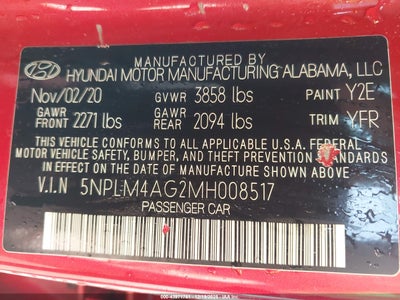 MANUFACTURED BY
HYUNDAI MOTOR MANUFACTURING ALABAMA, LLC
Nov/02/20 GVWR 3858 lbs PAINT Y2E
GAWR GAWR
FRONT 2271 lbs REAR 2094 lbs TRIM YFR
THIS VEHICLE CONFORMS TO ALL APPLICABLE U.S. FEDERAL
MOTOR VEHICLE SAFETY, BUMPER, AND THEFT PREVENTION STANDARDS
IN EFFECT ON THE DATE OF MANUFACTURE SHOWN ABOVE.
V.I.N 5NPLM4AG2MH008517
PASSENGER CAR